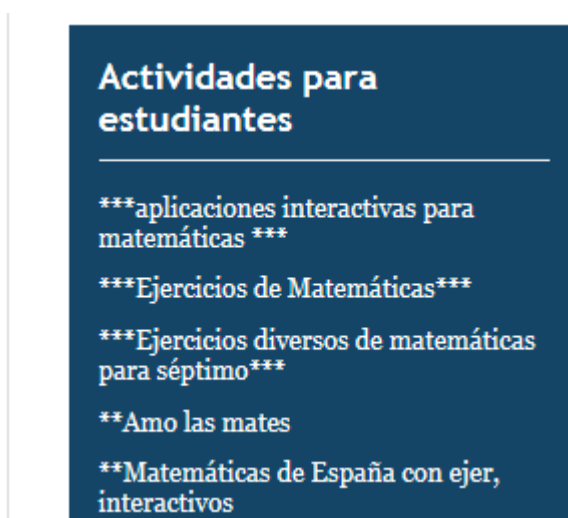 Actividades para
estudiantes
***aplicaciones interactivas para
matemáticas ***
***Ejercicios de Matemáticas***
***Ejercicios diversos de matemáticas
para séptimo***
**Amo las mates
**Matemáticas de España con ejer,
interactivos